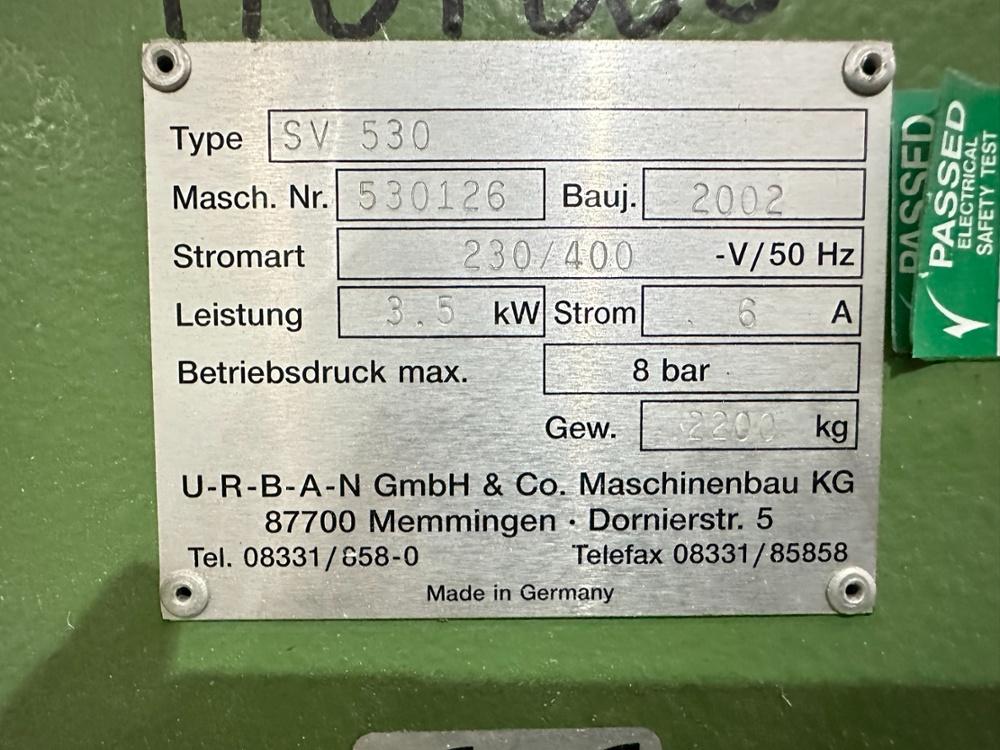 Type SV 530
Masch. Nr. 530126 Bauj. 2002
Stromart 230/400 -V/50 Hz
Leistung 3.5 kW Strom 6 A
Betriebsdruck max. 8 bar
Gew. 2200 kg
U-R-B-A-N GmbH & Co. Maschinenbau KG
87700 Memmingen · Dornierstr. 5
Tel. 08331/858-0 Telefax 08331/85858
Made in Germany
PASSED
PASSED
ELECTRICAL
SAFETY TEST